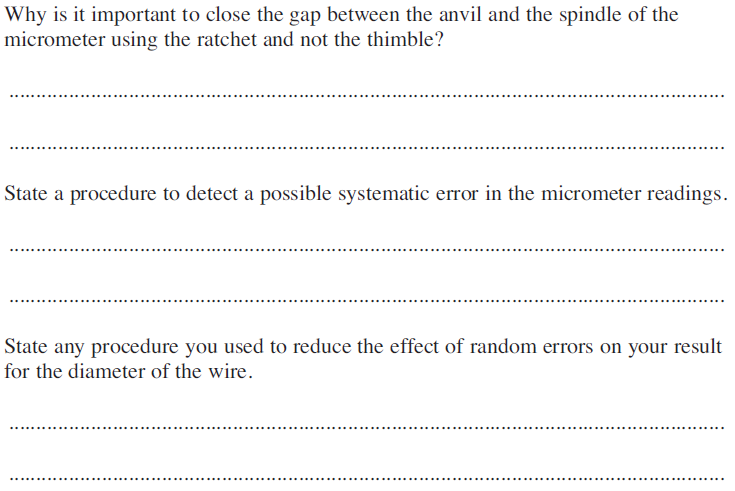 Why is it important to close the gap between the anvil and the spindle of the
micrometer using the ratchet and not the thimble?
State a procedure to detect a possible systematic error in the micrometer readings.
State any procedure you used to reduce the effect of random errors on your result
for the diameter of the wire.